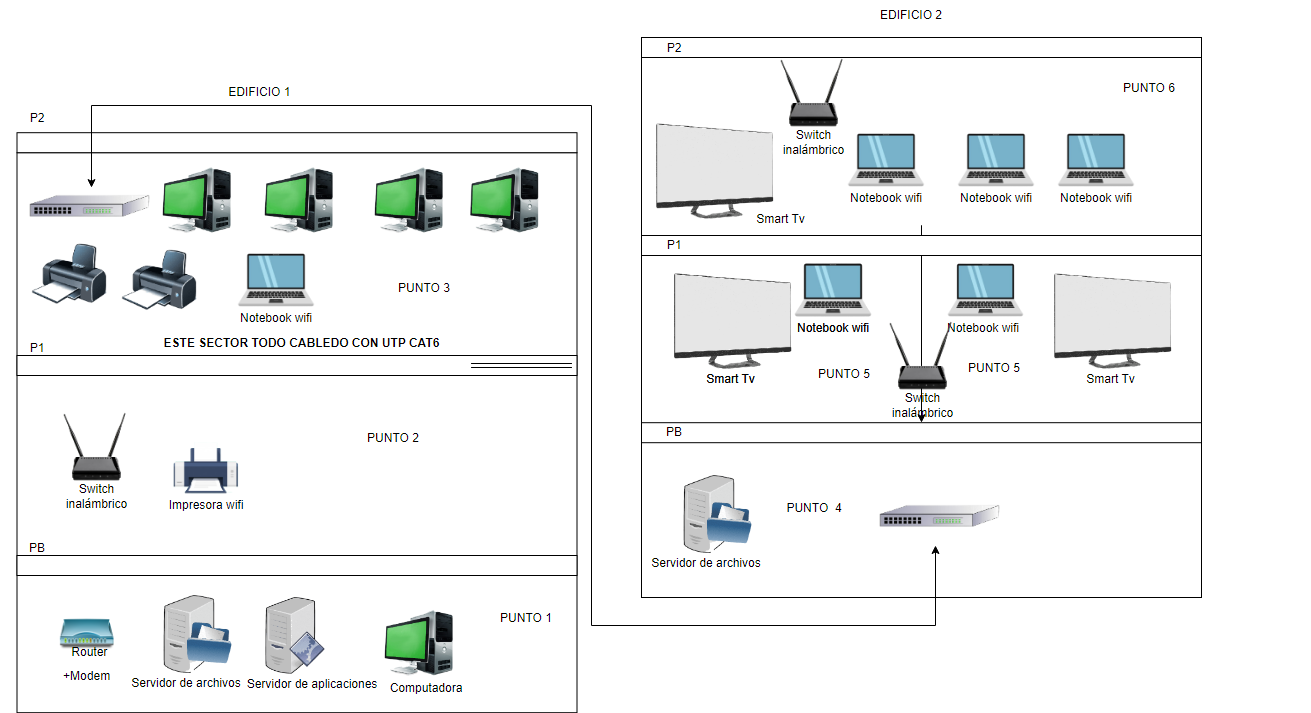 EDIFICIO 1
P2
PUNTO 3
Notebook wifi
ESTE SECTOR TODO CABLEDO CON UTP CAT6
P1
PUNTO 2
Switch
inalámbrico
Impresora wifi
PB
PUNTO 1
Router
+Modem
Servidor de archivos
Servidor de aplicaciones
Computadora
EDIFICIO 2
P2
PUNTO 6
Switch
inalámbrico
Notebook wifi
Notebook wifi
Notebook wifi
Smart Tv
P1
Notebook wifi
Notebook wifi
PUNTO 5
PUNTO 5
Smart Tv
Smart Tv
Switch
inalámbrico
PB
PUNTO 4
Servidor de archivos